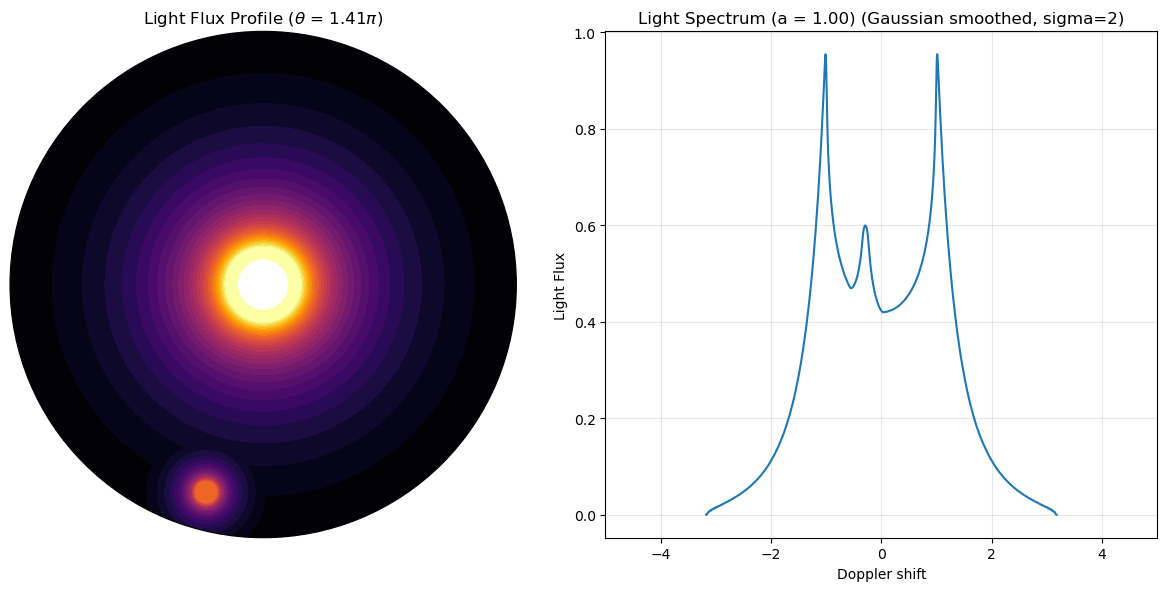 Light Flux Profile (θ = 1.41π)
Light Spectrum (a = 1.00) (Gaussian smoothed, sigma=2)
1.0
0.8
0.6
0.4
0.2
0.0
Light Flux
−4
−2
0
2
4
Doppler shift